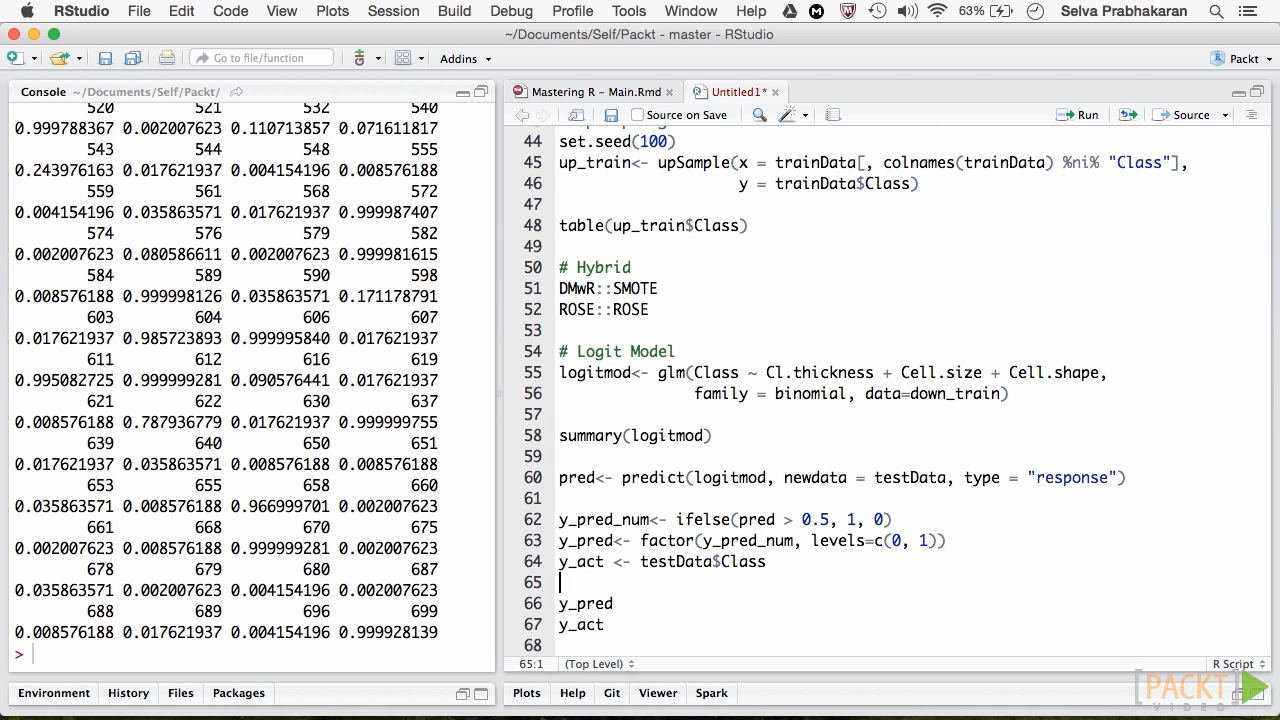 RStudio File Edit Code View Plots Session Build Debug Profile Tools Window Help 63% Selva Prabhakaran
~/Documents/Self/Packt - master - RStudio
Go to file/function Addins Packt
Console ~/Documents/Self/Packt/
520 521 532 540
0.999788367 0.002007623 0.110713857 0.071611817
543 544 548 555
0.243976163 0.017621937 0.004154196 0.008576188
559 561 568 572
0.004154196 0.035863571 0.017621937 0.999987407
574 576 579 582
0.002007623 0.080586611 0.002007623 0.999981615
584 589 590 598
0.008576188 0.999998126 0.035863571 0.171178791
603 604 606 607
0.017621937 0.985723893 0.999995840 0.017621937
611 612 616 619
0.995082725 0.999999281 0.090576441 0.017621937
621 622 630 637
0.008576188 0.787936779 0.017621937 0.999999755
639 640 650 651
0.017621937 0.035863571 0.008576188 0.008576188
653 655 658 660
0.035863571 0.008576188 0.966999701 0.002007623
661 668 670 675
0.002007623 0.008576188 0.999999281 0.002007623
678 679 680 687
0.035863571 0.002007623 0.004154196 0.002007623
688 689 696 699
0.008576188 0.017621937 0.004154196 0.999928139
>
Environment History Files Packages
Mastering R - Main.Rmd Untitled1*
Source on Save Run Source
44 set.seed(100)
45 up_train<- upSample(x = trainData[, colnames(trainData) %ni% "Class"],
46 y = trainData$Class)
47
48 table(up_train$Class)
49
50 # Hybrid
51 DMwR::SMOTE
52 ROSE::ROSE
53
54 # Logit Model
55 logitmod<- glm(Class ~ Cl.thickness + Cell.size + Cell.shape,
56 family = binomial, data=down_train)
57
58 summary(logitmod)
59
60 pred<- predict(logitmod, newdata = testData, type = "response")
61
62 y_pred_num<- ifelse(pred > 0.5, 1, 0)
63 y_pred<- factor(y_pred_num, levels=c(0, 1))
64 y_act <- testData$Class
65
66 y_pred
67 y_act
68
65:1 (Top Level) R Script
Plots Help Git Viewer Spark
PACKT
VIDEO